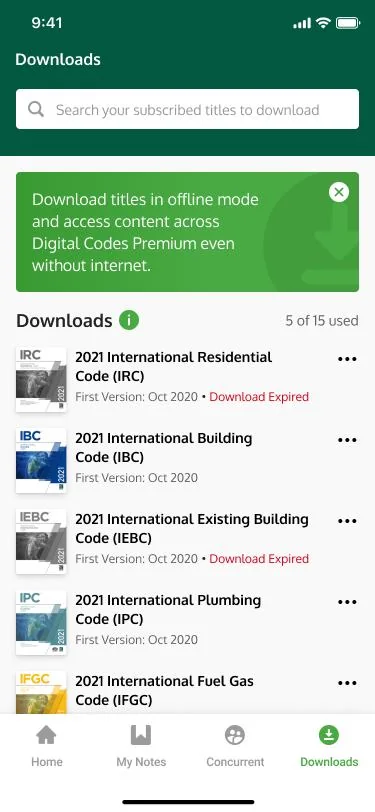 9:41
Downloads
Search your subscribed titles to download
Download titles in offline mode
and access content across
Digital Codes Premium even
without internet.
Downloads
5 of 15 used
IRC
2021
2021 International Residential
Code (IRC)
First Version: Oct 2020 • Download Expired
IBC
2021
2021 International Building
Code (IBC)
First Version: Oct 2020
IEBC
2021
2021 International Existing Building
Code (IEBC)
First Version: Oct 2020 • Download Expired
IPC
2021
2021 International Plumbing
Code (IPC)
First Version: Oct 2020
IFGC
2021 International Fuel Gas
Code (IFGC)
Home
My Notes
Concurrent
Downloads